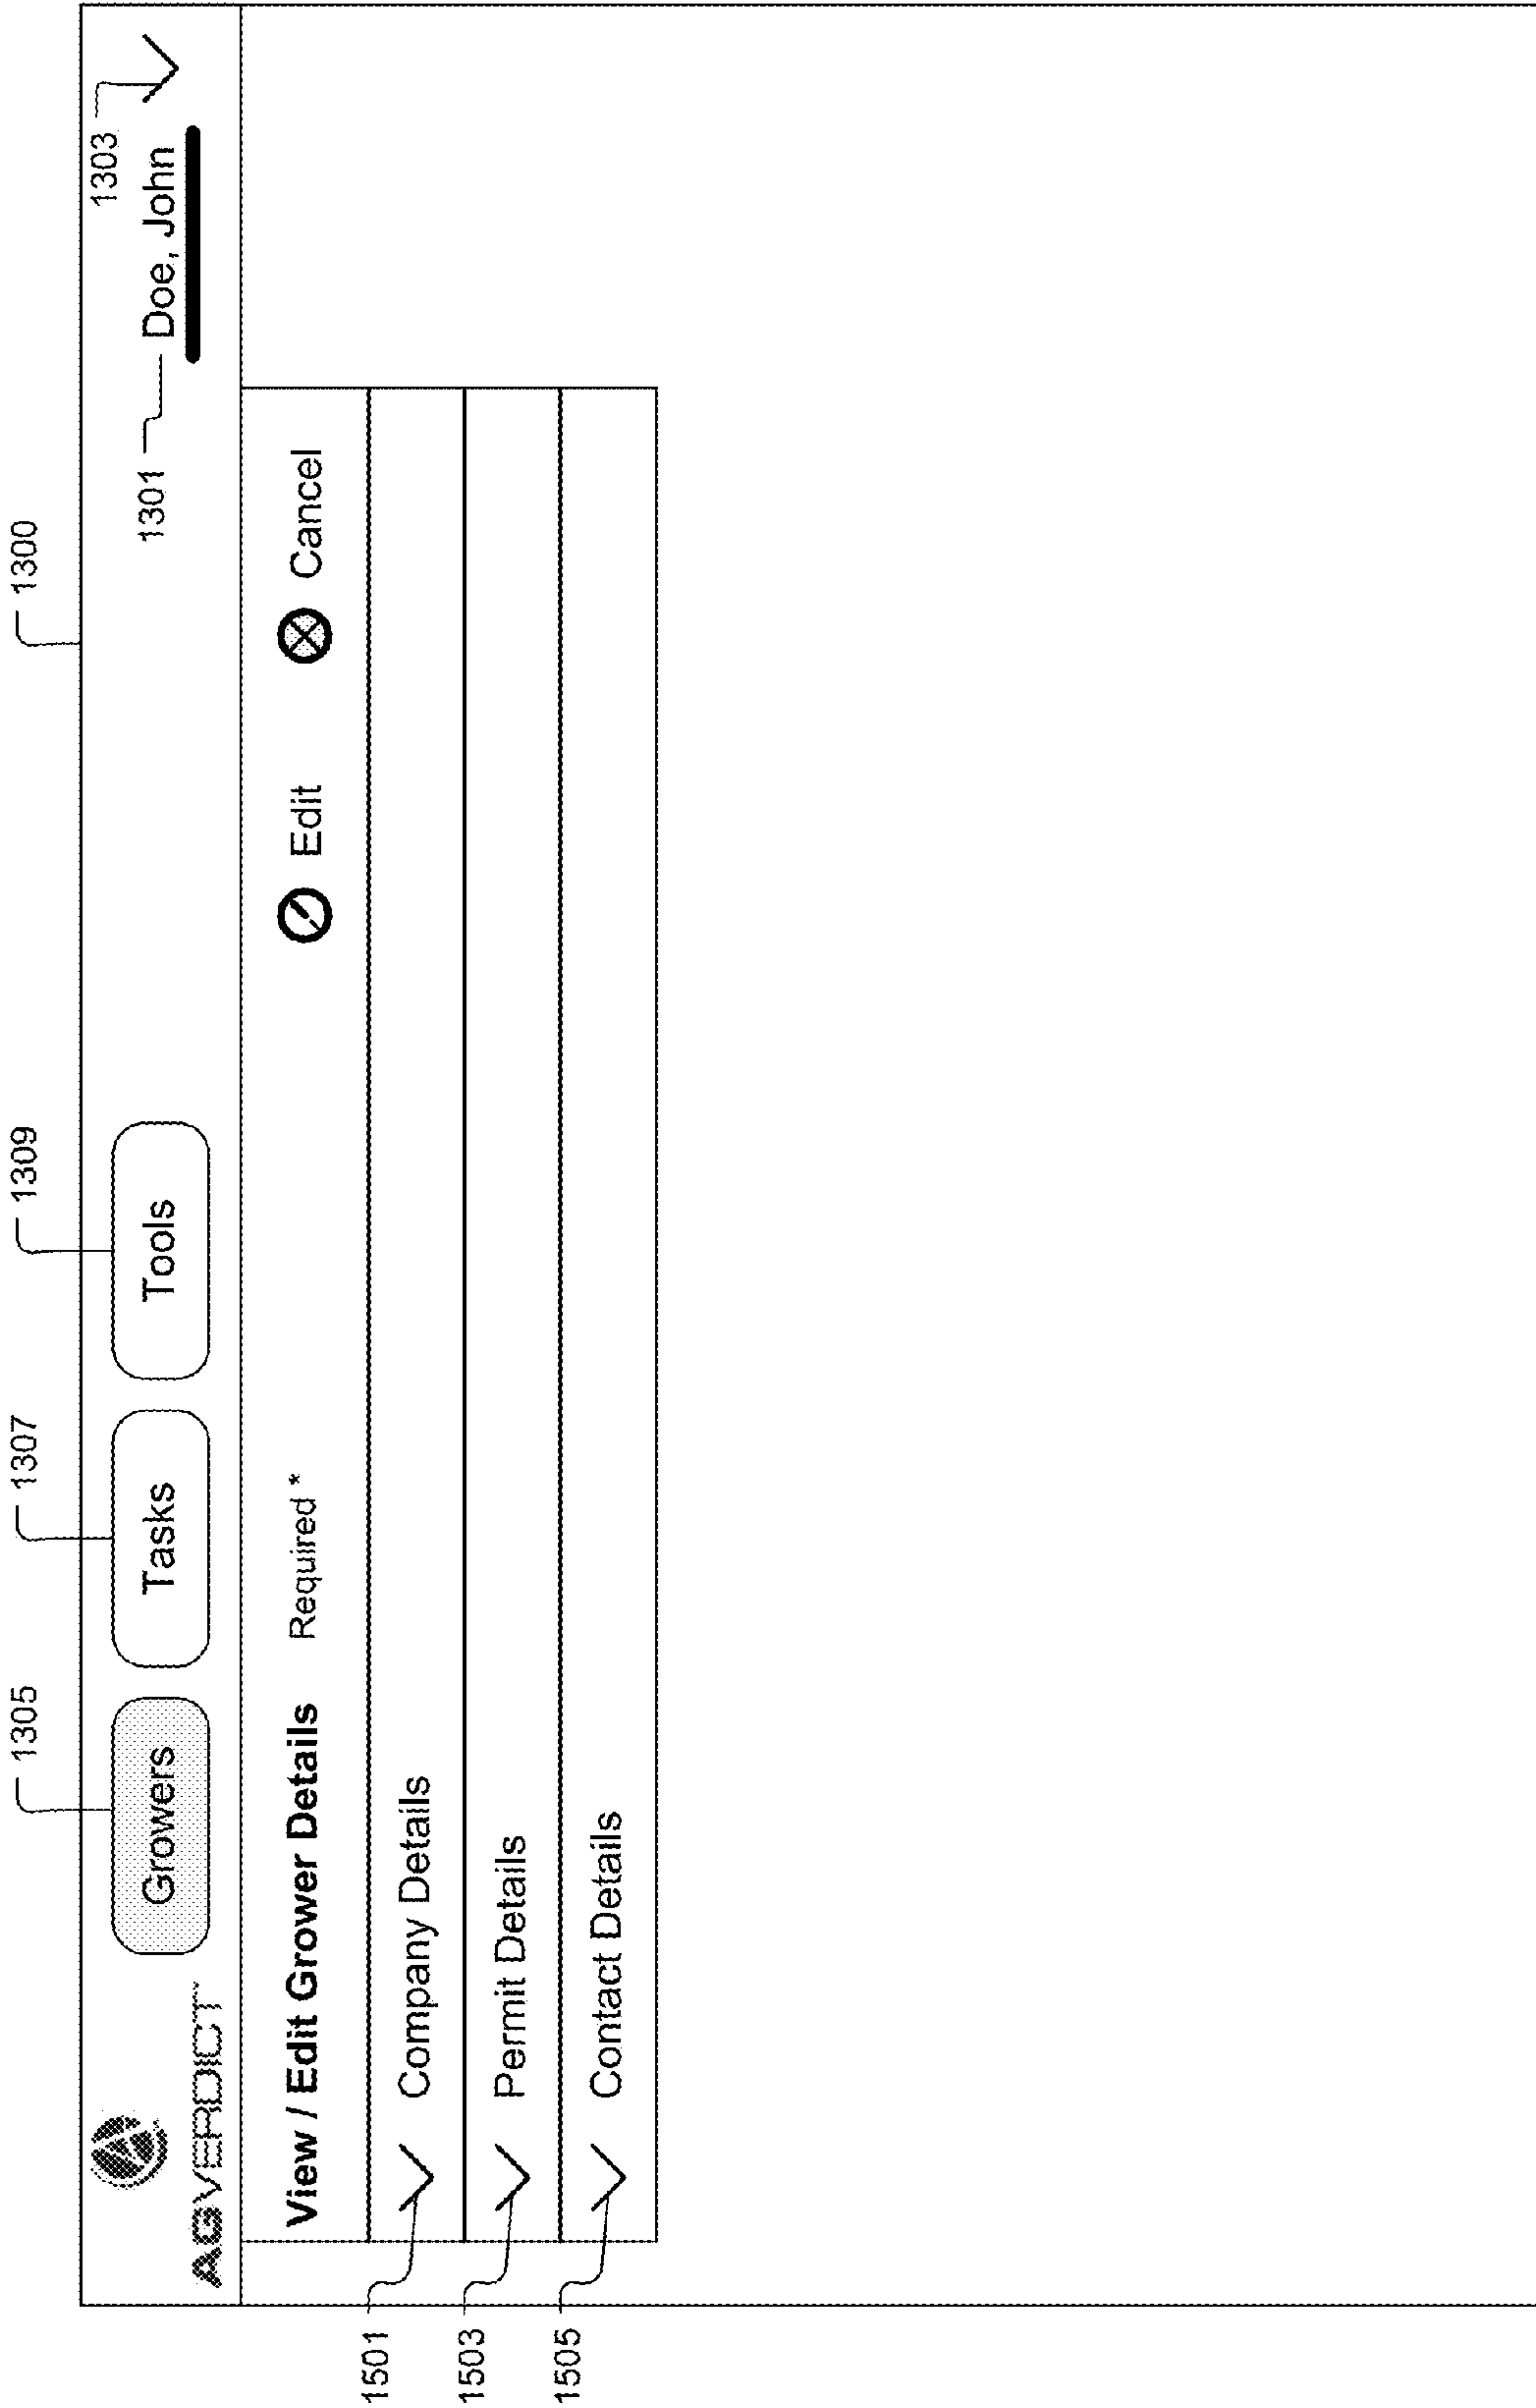 1300
1305
1307
1309
1303
AGVERDICT
Growers
Tasks
Tools
1301
Doe, John
View / Edit Grower Details
Required *
Edit
Cancel
1501
Company Details
1503
Permit Details
1505
Contact Details